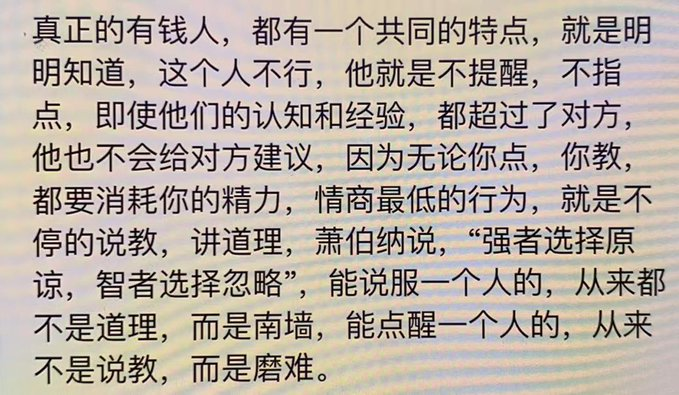 真正的有钱人，都有一个共同的特点，就是明
明知道，这个人不行，他就是不提醒，不指
点，即使他们的认知和经验，都超过了对方，
他也不会给对方建议，因为无论你点，你教，
都要消耗你的精力，情商最低的行为，就是不
停的说教，讲道理，萧伯纳说，“强者选择原
谅，智者选择忽略”，能说服一个人的，从来都
不是道理，而是南墙，能点醒一个人的，从来
不是说教，而是磨难。